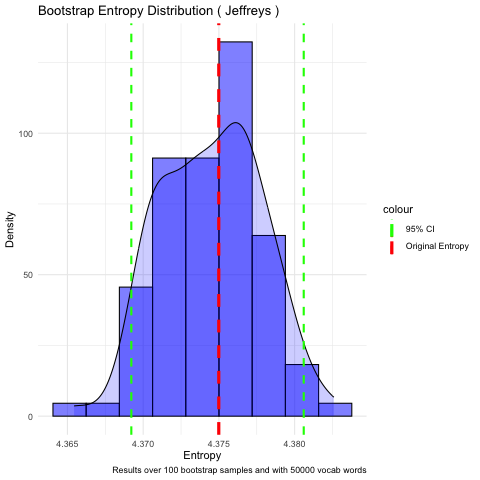 Bootstrap Entropy Distribution ( Jeffreys )
Density
100
50
0
4.365 4.370 4.375 4.380
Entropy
colour
95% CI
Original Entropy
Results over 100 bootstrap samples and with 50000 vocab words